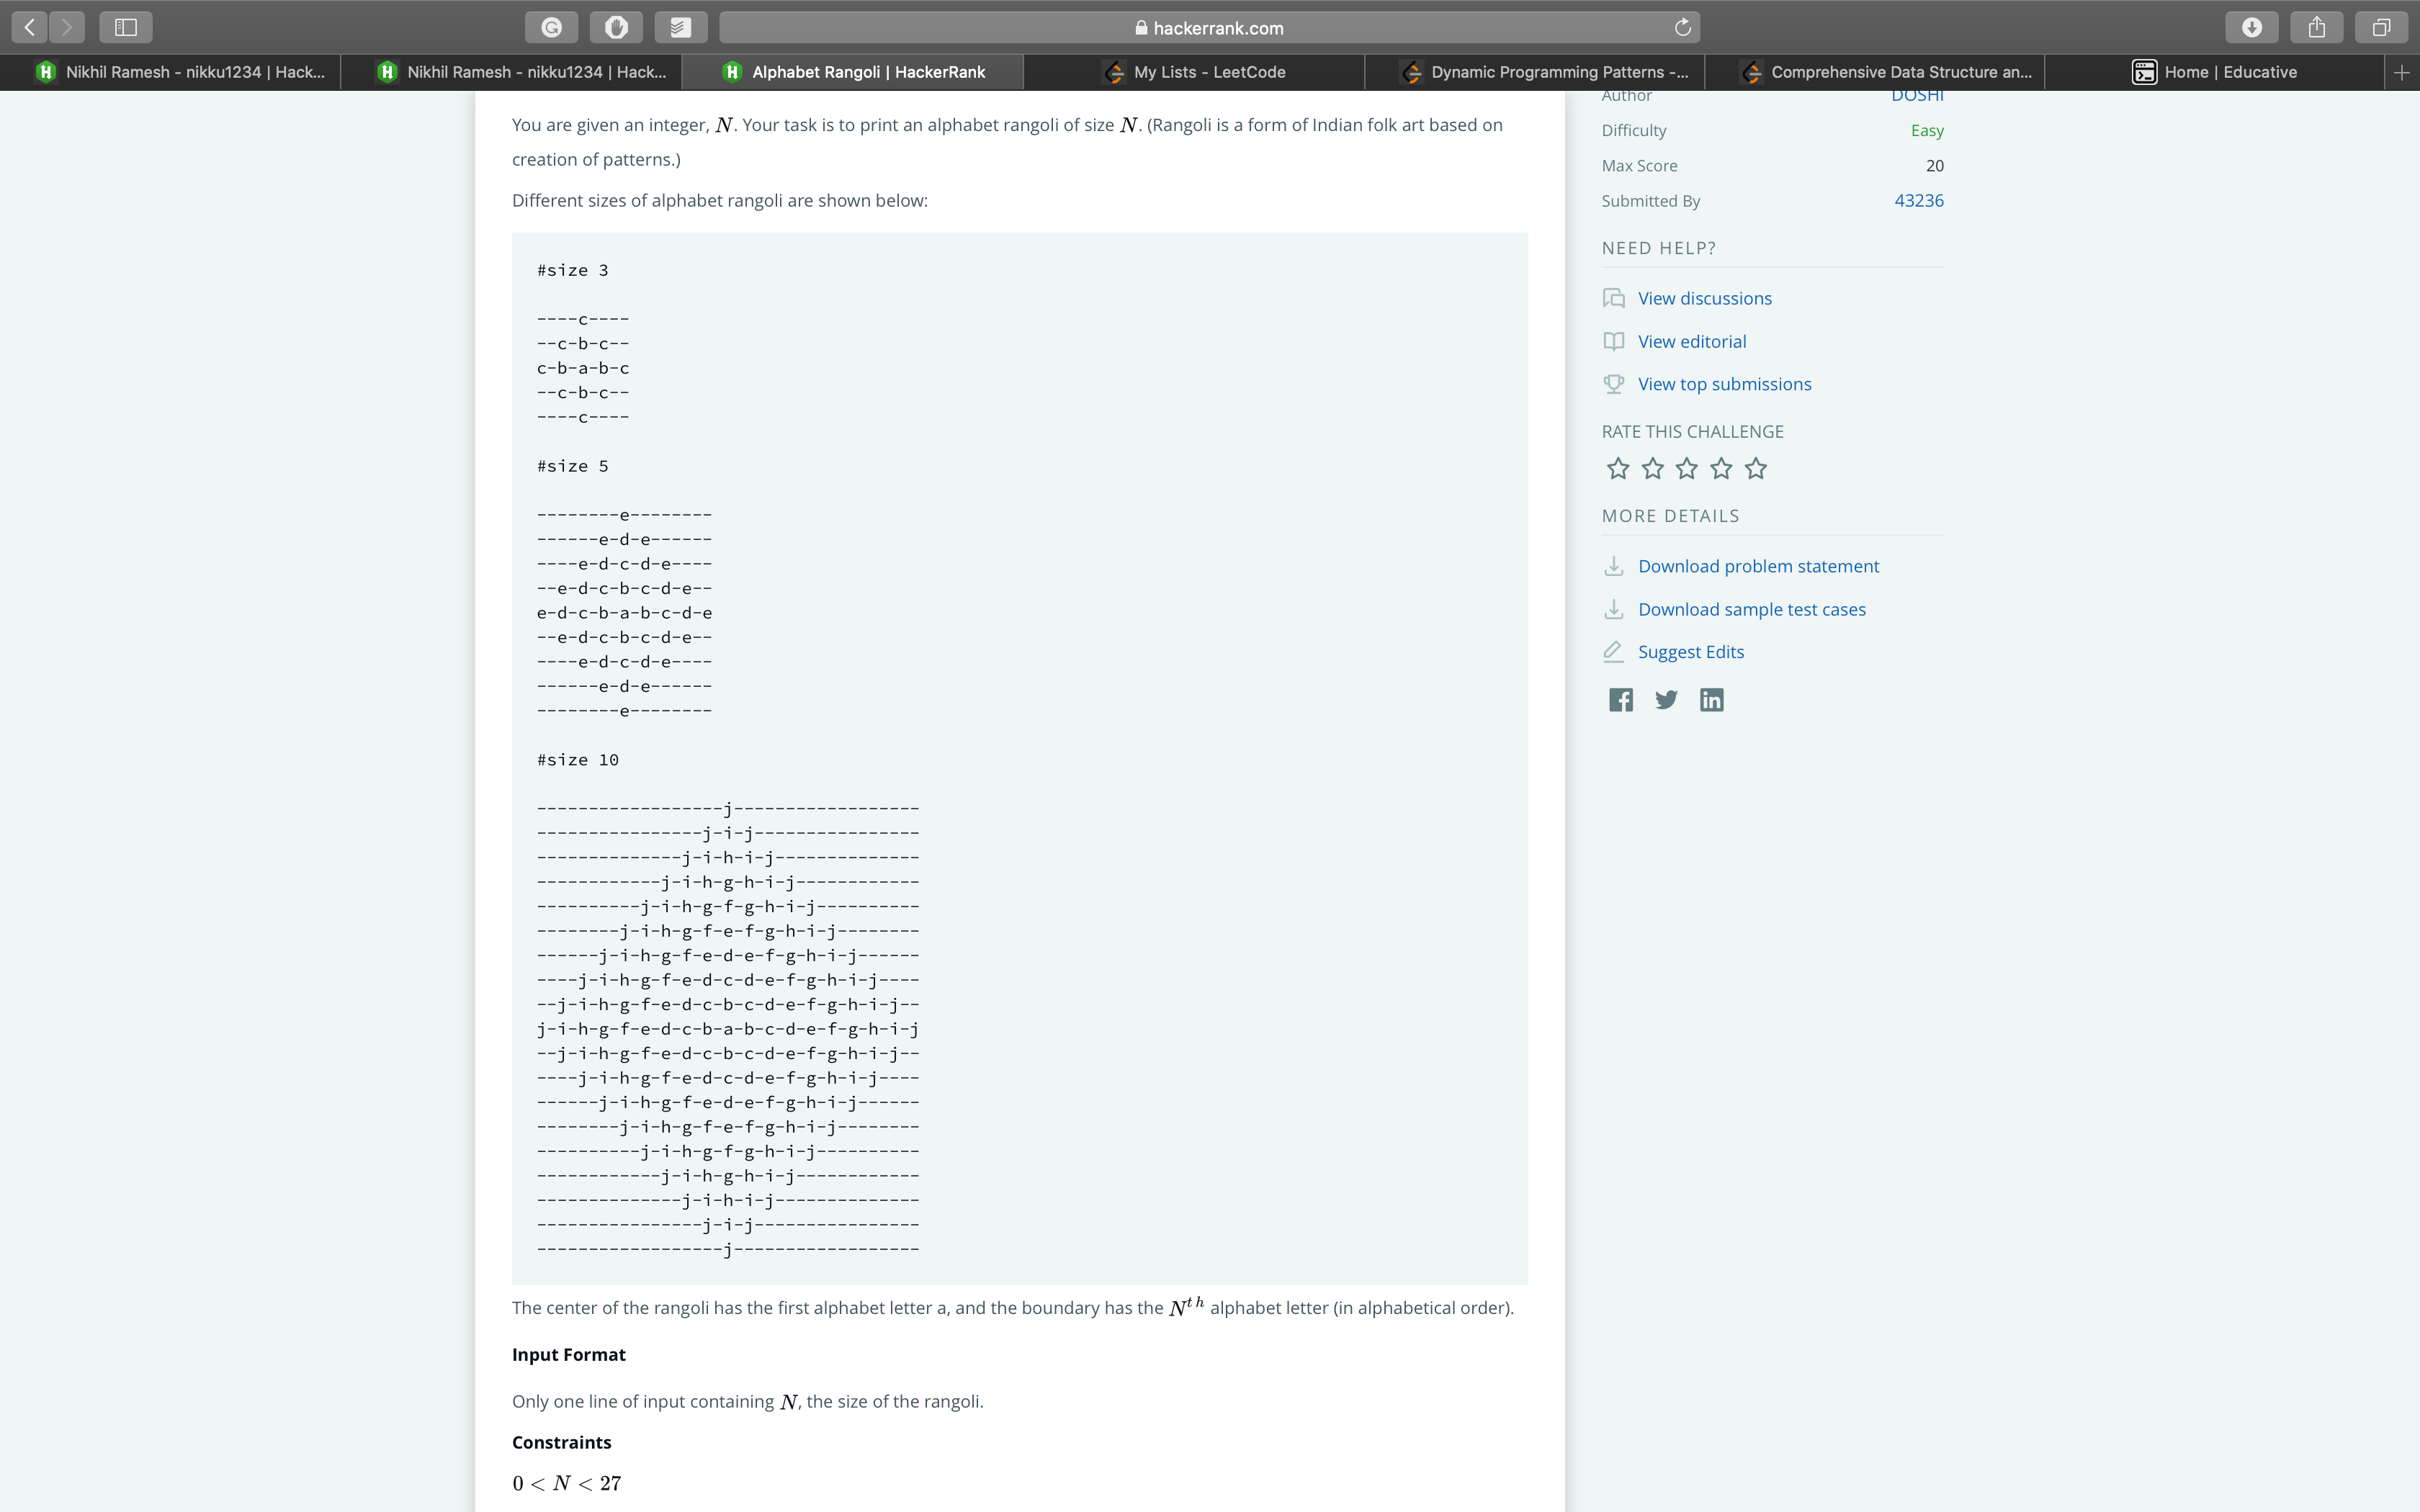 hackerrank.com
Nikhil Ramesh - nikku1234 | Hack...
Nikhil Ramesh - nikku1234 | Hack...
Alphabet Rangoli | HackerRank
My Lists - LeetCode
Dynamic Programming Patterns -...
Comprehensive Data Structure an...
Home | Educative
You are given an integer, N. Your task is to print an alphabet rangoli of size N. (Rangoli is a form of Indian folk art based on
creation of patterns.)
Different sizes of alphabet rangoli are shown below:
#size 3
----c----
--c-b-c--
c-b-a-b-c
--c-b-c--
----c----
#size 5
--------e--------
------e-d-e------
----e-d-c-d-e----
--e-d-c-b-c-d-e--
e-d-c-b-a-b-c-d-e
--e-d-c-b-c-d-e--
----e-d-c-d-e----
------e-d-e------
--------e--------
#size 10
------------------j------------------
----------------j-i-j----------------
--------------j-i-h-i-j--------------
------------j-i-h-g-h-i-j------------
----------j-i-h-g-f-g-h-i-j----------
--------j-i-h-g-f-e-f-g-h-i-j--------
------j-i-h-g-f-e-d-e-f-g-h-i-j------
----j-i-h-g-f-e-d-c-d-e-f-g-h-i-j----
--j-i-h-g-f-e-d-c-b-c-d-e-f-g-h-i-j--
j-i-h-g-f-e-d-c-b-a-b-c-d-e-f-g-h-i-j
--j-i-h-g-f-e-d-c-b-c-d-e-f-g-h-i-j--
----j-i-h-g-f-e-d-c-d-e-f-g-h-i-j----
------j-i-h-g-f-e-d-e-f-g-h-i-j------
--------j-i-h-g-f-e-f-g-h-i-j--------
----------j-i-h-g-f-g-h-i-j----------
------------j-i-h-g-h-i-j------------
--------------j-i-h-i-j--------------
----------------j-i-j----------------
------------------j------------------
The center of the rangoli has the first alphabet letter a, and the boundary has the Nth alphabet letter (in alphabetical order).
Input Format
Only one line of input containing N, the size of the rangoli.
Constraints
0 < N < 27
Author DOSHI
Difficulty Easy
Max Score 20
Submitted By 43236
NEED HELP?
View discussions
View editorial
View top submissions
RATE THIS CHALLENGE
MORE DETAILS
Download problem statement
Download sample test cases
Suggest Edits